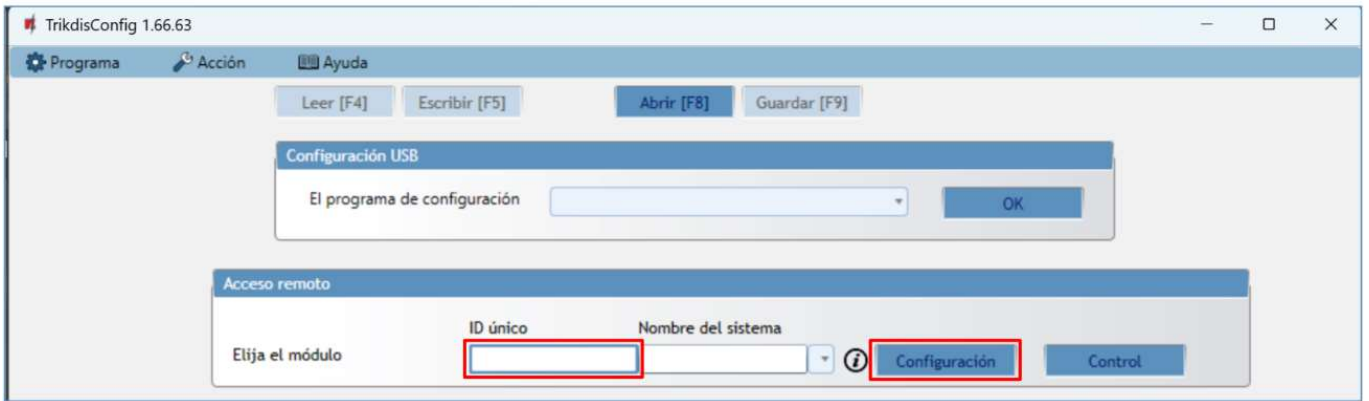 TrikdisConfig 1.66.63
Programa Acción Ayuda
Leer [F4] Escribir [F5] Abrir [F8] Guardar [F9]
Configuración USB
El programa de configuración OK
Acceso remoto
ID único Nombre del sistema
Elija el módulo i Configuración Control